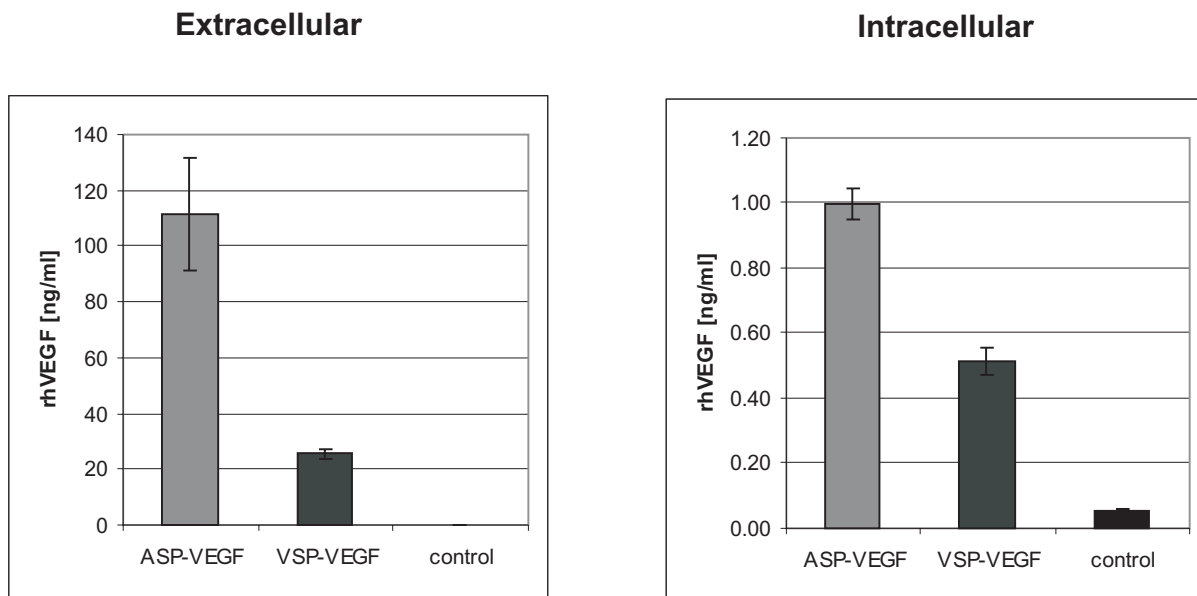 Extracellular
rhVEGF [ng/ml]
140
120
100
80
60
40
20
0
ASP-VEGF VSP-VEGF control
Intracellular
rhVEGF [ng/ml]
1.20
1.00
0.80
0.60
0.40
0.20
0.00
ASP-VEGF VSP-VEGF control